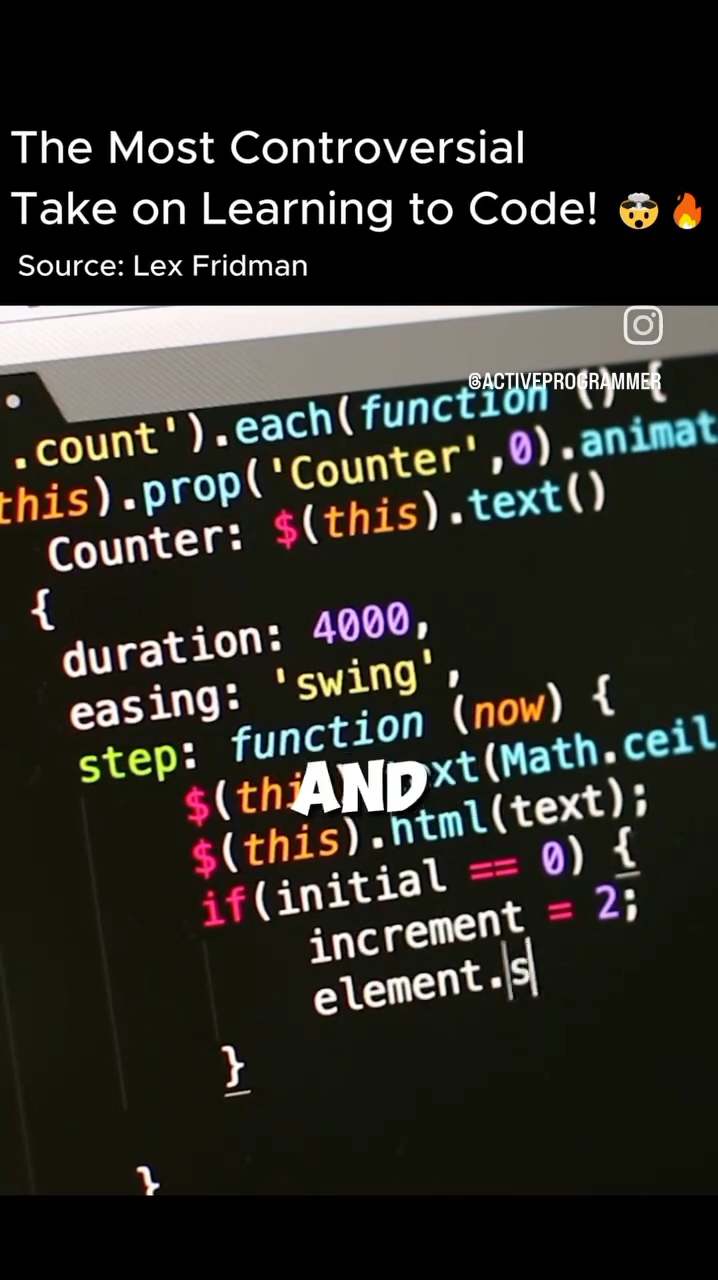 The Most Controversial
Take on Learning to Code! 🤯🔥
Source: Lex Fridman
@ACTIVEPROGRAMMER
.count').each(function () {
this).prop('Counter',0).animat
Counter: $(this).text()
{
duration: 4000,
easing: 'swing',
step: function (now) {
$(thi AND xt(Math.ceil
$(this).html(text);
if(initial == 0) {
increment = 2;
element.s
}
}